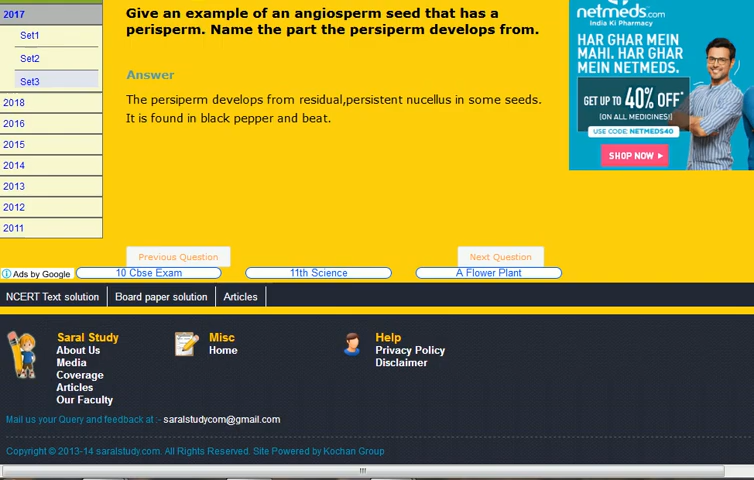 2017
Set1
Set2
Set3
2018
2016
2015
2014
2013
2012
2011
Give an example of an angiosperm seed that has a
perisperm. Name the part the persiperm develops from.
Answer
The persiperm develops from residual,persistent nucellus in some seeds.
It is found in black pepper and beat.
netmeds.com
India Ki Pharmacy
HAR GHAR MEIN
MAHI. HAR GHAR
MEIN NETMEDS.
GET UP TO 40% OFF*
(ON ALL MEDICINES!)
USE CODE: NETMEDS40
SHOP NOW
Previous Question
Next Question
Ads by Google
10 Cbse Exam
11th Science
A Flower Plant
NCERT Text solution
Board paper solution
Articles
Saral Study
About Us
Media
Coverage
Articles
Our Faculty
Misc
Home
Help
Privacy Policy
Disclaimer
Mail us your Query and feedback at :- saralstudycom@gmail.com
Copyright © 2013-14 saralstudy.com. All Rights Reserved. Site Powered by Kochan Group